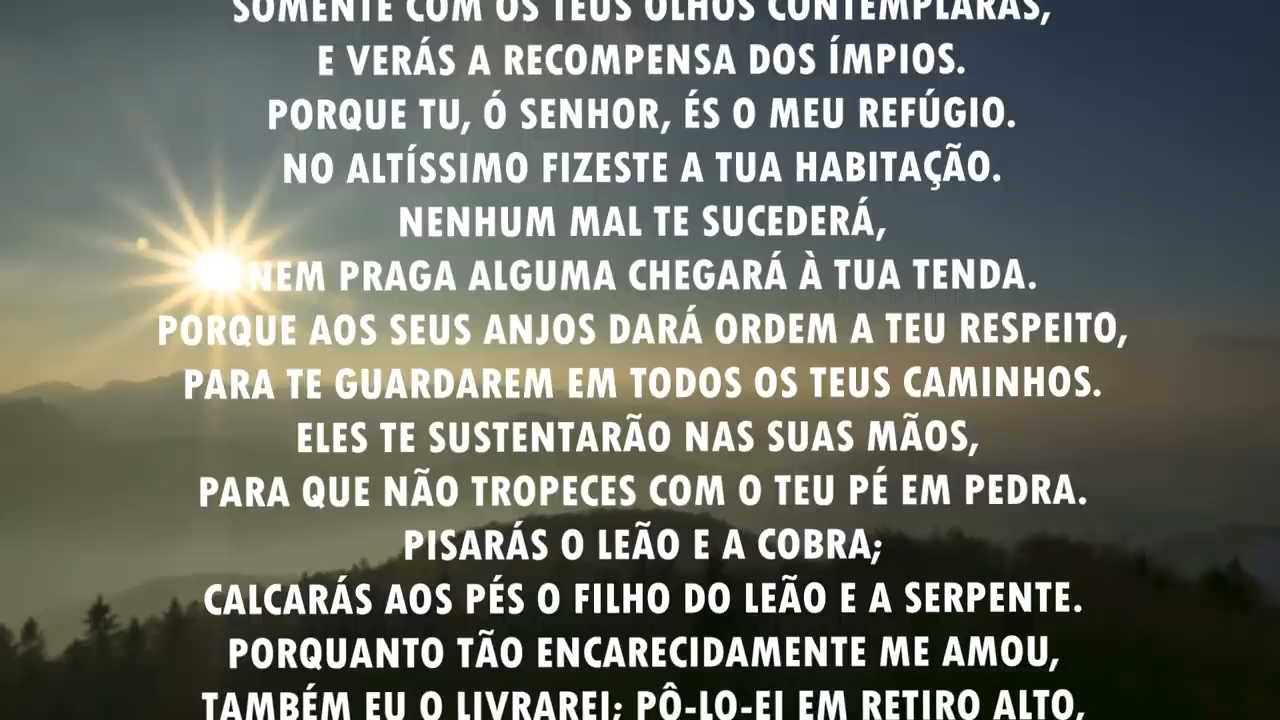 SOMENTE COM OS TEUS OLHOS CONTEMPLARÁS,
E VERÁS A RECOMPENSA DOS ÍMPIOS.
PORQUE TU, Ó SENHOR, ÉS O MEU REFÚGIO.
NO ALTÍSSIMO FIZESTE A TUA HABITAÇÃO.
NENHUM MAL TE SUCEDERÁ,
NEM PRAGA ALGUMA CHEGARÁ À TUA TENDA.
PORQUE AOS SEUS ANJOS DARÁ ORDEM A TEU RESPEITO,
PARA TE GUARDAREM EM TODOS OS TEUS CAMINHOS.
ELES TE SUSTENTARÃO NAS SUAS MÃOS,
PARA QUE NÃO TROPECES COM O TEU PÉ EM PEDRA.
PISARÁS O LEÃO E A COBRA;
CALCARÁS AOS PÉS O FILHO DO LEÃO E A SERPENTE.
PORQUANTO TÃO ENCARECIDAMENTE ME AMOU,
TAMBÉM EU O LIVRAREI; PÔ-LO-EI EM RETIRO ALTO,